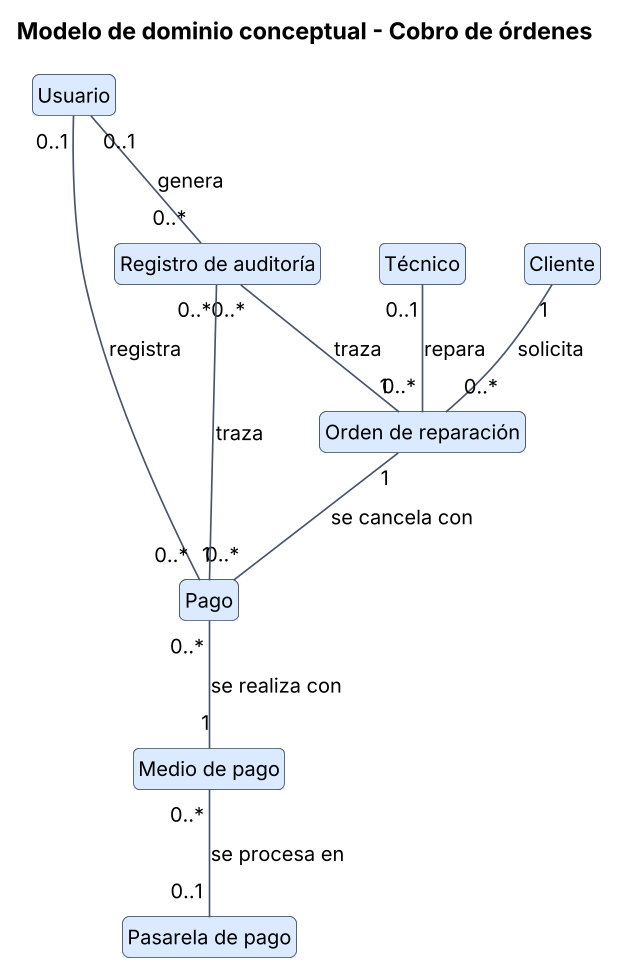 Modelo de dominio conceptual - Cobro de órdenes
Usuario
0..1 0..1
genera
0..*
Registro de auditoría Técnico Cliente
0..* 0..* 0..1 1
registra traza repara solicita
1 0..* 0..*
Orden de reparación
traza
1
se cancela con
0..* 1 0..*
Pago
0..*
se realiza con
1
Medio de pago
0..*
se procesa en
0..1
Pasarela de pago